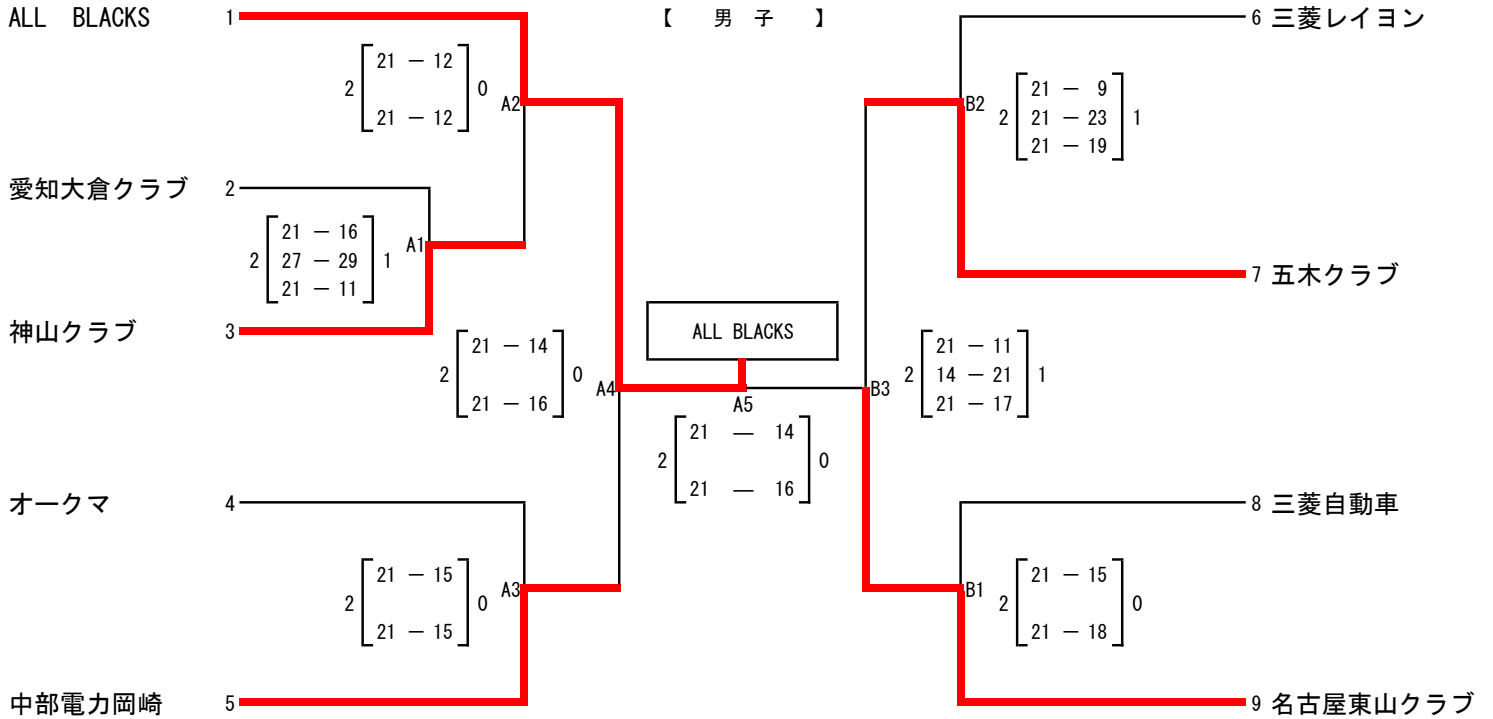 ALL BLACKS 1 【 男 子 】 6 三菱レイヨン
21 － 12
2 0
21 － 12
A2
21 － 9
B2 2 21 － 23 1
21 － 19
愛知大倉クラブ 2
21 － 16
A1
2 27 － 29 1
21 － 11
7 五木クラブ
神山クラブ 3
ALL BLACKS
21 － 14
2 0
21 － 16
A4
A5
21 ― 14
2 0
21 ― 16
21 － 11
B3 2 14 － 21 1
21 － 17
オークマ 4
8 三菱自動車
21 － 15
2 0
21 － 15
A3
B1
21 － 15
2 0
21 － 18
中部電力岡崎 5
9 名古屋東山クラブ